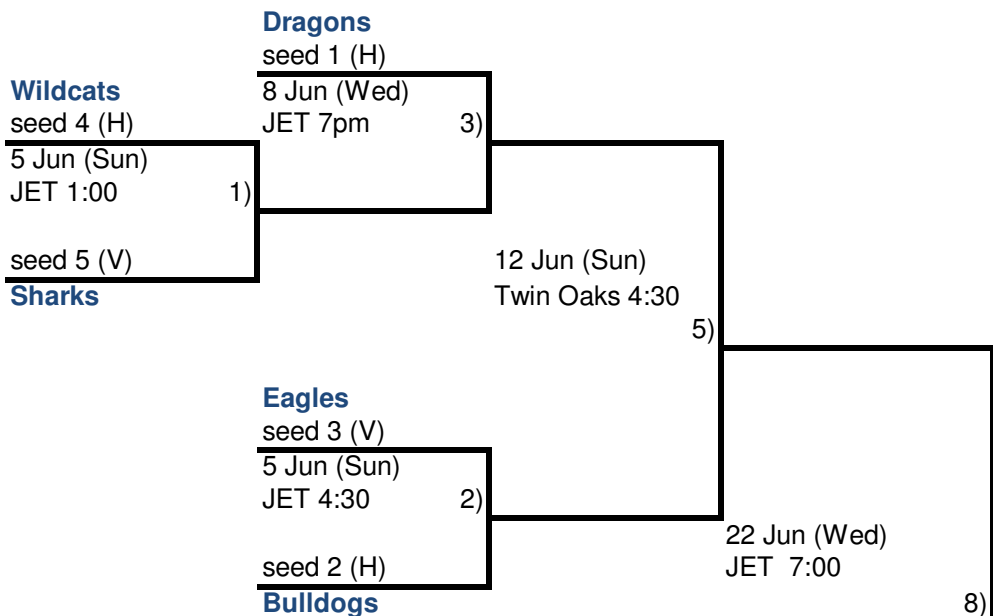 Dragons
seed 1 (H)
8 Jun (Wed)
JET 7pm 3)
Wildcats
seed 4 (H)
5 Jun (Sun)
JET 1:00 1)
seed 5 (V)
Sharks
12 Jun (Sun)
Twin Oaks 4:30
5)
Eagles
seed 3 (V)
5 Jun (Sun)
JET 4:30 2)
seed 2 (H)
Bulldogs
22 Jun (Wed)
JET 7:00
8)